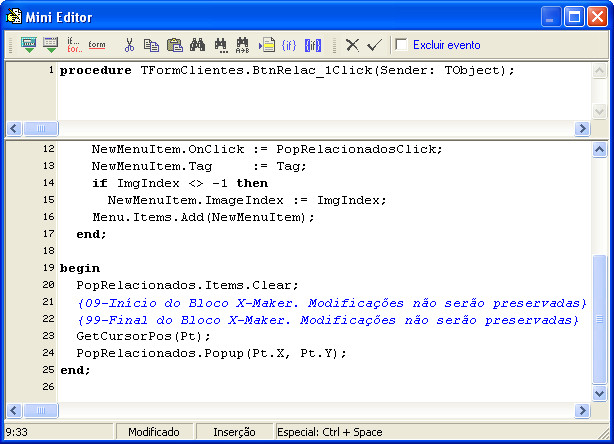 Mini Editor
if... for.. form A+B {if} {if} Excluir evento
1 procedure TFormClientes.BtnRelac_1Click(Sender: TObject);
12 NewMenuItem.OnClick := PopRelacionadosClick;
13 NewMenuItem.Tag := Tag;
14 if ImgIndex <> -1 then
15 NewMenuItem.ImageIndex := ImgIndex;
16 Menu.Items.Add(NewMenuItem);
17 end;
18
19 begin
20 PopRelacionados.Items.Clear;
21 {09-Início do Bloco X-Maker. Modificações não serão preservadas}
22 {99-Final do Bloco X-Maker. Modificações não serão preservadas}
23 GetCursorPos(Pt);
24 PopRelacionados.Popup(Pt.X, Pt.Y);
25 end;
26
9:33 Modificado Inserção Especial: Ctrl + Space